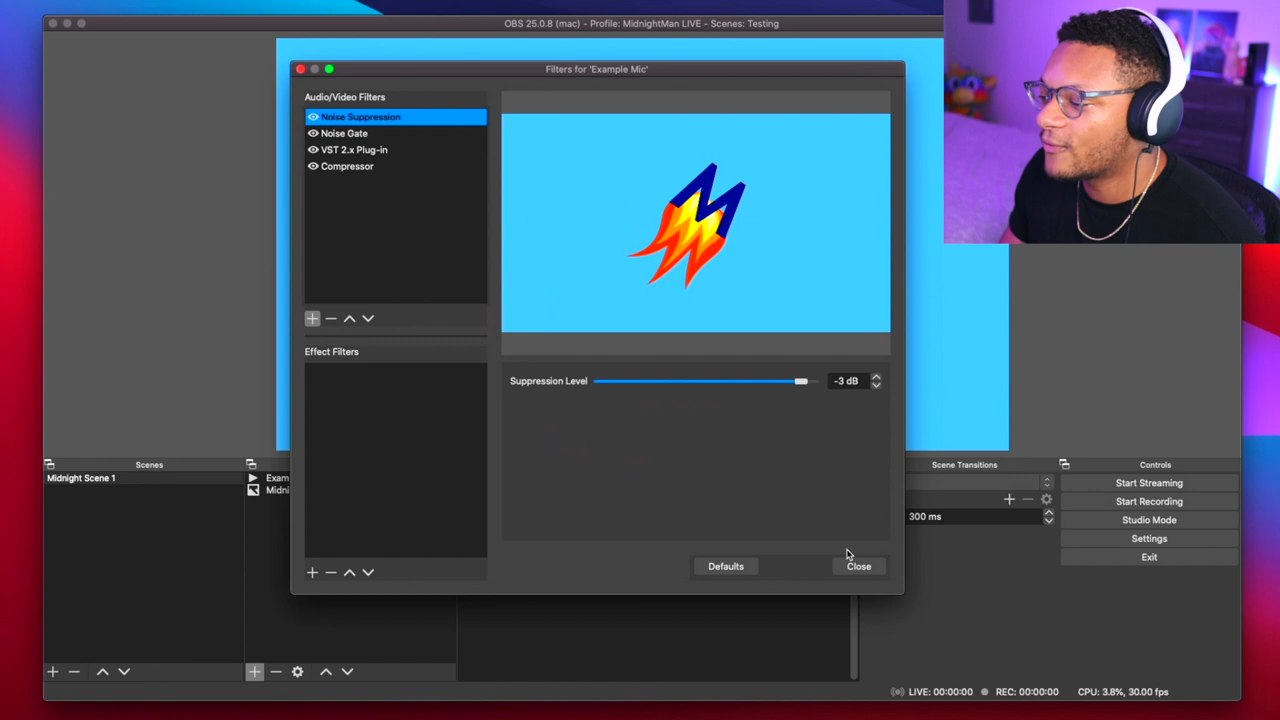 OBS 25.0.8 (mac) - Profile: MidnightMan LIVE - Scenes: Testing
Filters for 'Example Mic'
Audio/Video Filters
Noise Suppression
Noise Gate
VST 2.x Plug-in
Compressor
Effect Filters
Suppression Level
-3 dB
Defaults
Close
Scenes
Midnight Scene 1
Exam
Midni
Scene Transitions
300 ms
Controls
Start Streaming
Start Recording
Studio Mode
Settings
Exit
LIVE: 00:00:00
REC: 00:00:00
CPU: 3.8%, 30.00 fps